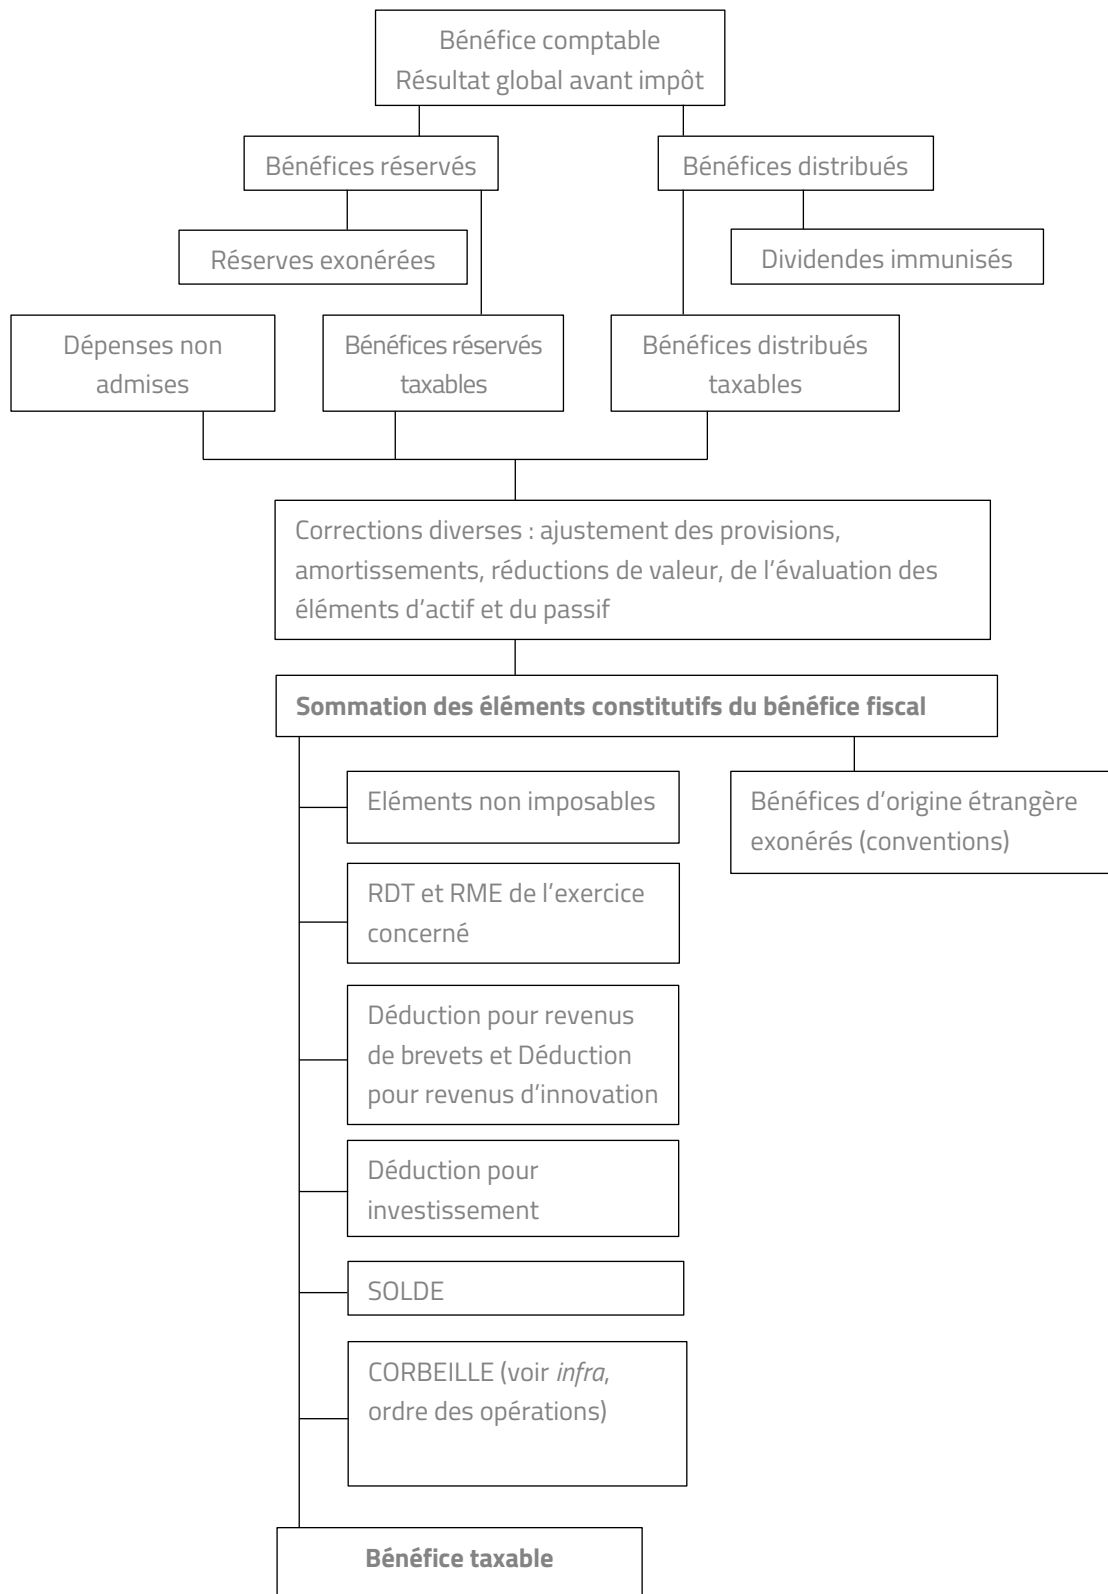 Bénéfice comptable
Résultat global avant impôt
Bénéfices réservés
Bénéfices distribués
Réserves exonérées
Dividendes immunisés
Dépenses non
admises
Bénéfices réservés
taxables
Bénéfices distribués
taxables
Corrections diverses : ajustement des provisions,
amortissements, réductions de valeur, de l’évaluation des
éléments d’actif et du passif
Sommation des éléments constitutifs du bénéfice fiscal
Eléments non imposables
Bénéfices d’origine étrangère
exonérés (conventions)
RDT et RME de l’exercice
concerné
Déduction pour revenus
de brevets et Déduction
pour revenus d’innovation
Déduction pour
investissement
SOLDE
CORBEILLE (voir infra,
ordre des opérations)
Bénéfice taxable